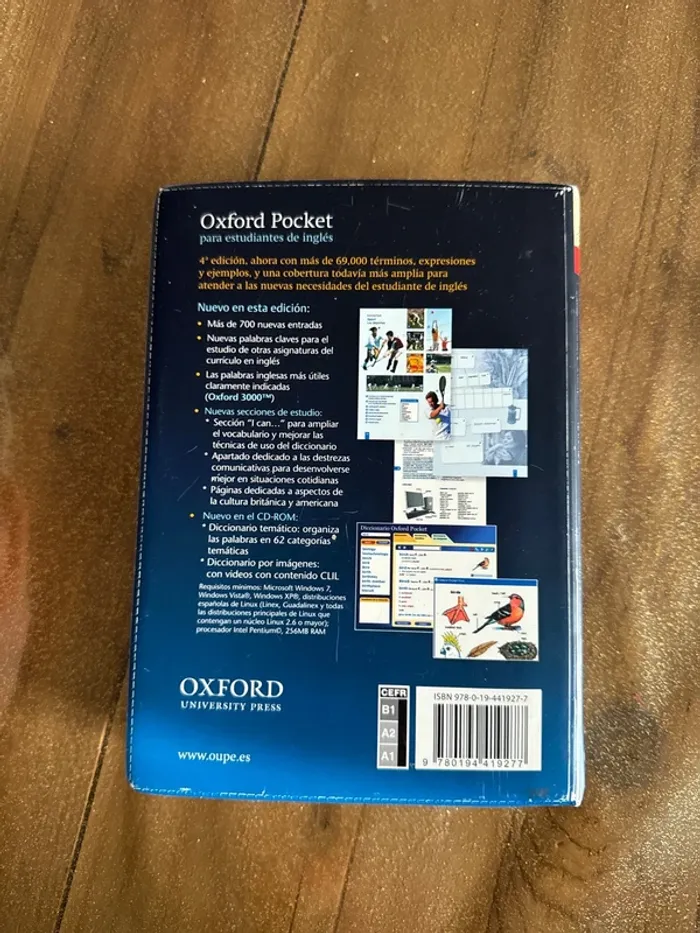 Oxford Pocket
para estudiantes de inglés
4ª edición, ahora con más de 69,000 términos, expresiones
y ejemplos, y una cobertura todavía más amplia para
atender a las nuevas necesidades del estudiante de inglés
Nuevo en esta edición:
• Más de 700 nuevas entradas
• Nuevas palabras claves para el
estudio de otras asignaturas del
currículo en inglés
• Las palabras inglesas más útiles
claramente indicadas
(Oxford 3000™)
• Nuevas secciones de estudio:
* Sección "I can..." para ampliar
el vocabulario y mejorar las
técnicas de uso del diccionario
* Apartado dedicado a las destrezas
comunicativas para desenvolverse
mejor en situaciones cotidianas
* Páginas dedicadas a aspectos de
la cultura británica y americana
• Nuevo en el CD-ROM:
* Diccionario temático: organiza
las palabras en 62 categorías
temáticas
* Diccionario por imágenes:
con videos con contenido CLIL
Requisitos mínimos: Microsoft Windows 7,
Windows Vista®, Windows XP®, distribuciones
españolas de Linux (Linex, Guadalinex y todas
las distribuciones principales de Linux que
contengan un núcleo Linux 2.6 o mayor);
procesador Intel Pentium®, 256MB RAM
Diccionario Oxford Pocket
birds
OXFORD
UNIVERSITY PRESS
www.oupe.es
CEFR
B1
A2
A1
ISBN 978-0-19-441927-7
9 780194 419277